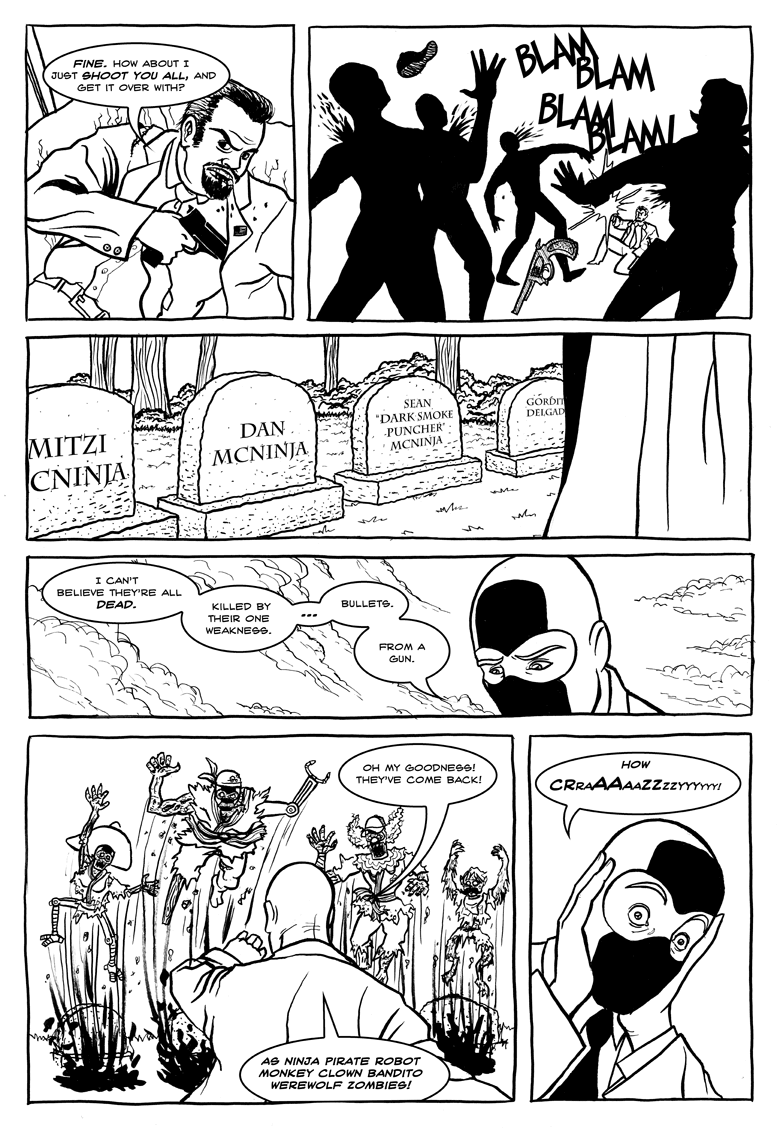 FINE. HOW ABOUT I
JUST SHOOT YOU ALL, AND
GET IT OVER WITH?
BLAM
BLAM
BLAM
BLAM!
MITZI
CNINJA
DAN
MCNINJA
SEAN
"DARK SMOKE
PUNCHER"
MCNINJA
GORDIT
DELGAD
I CAN'T
BELIEVE THEY'RE ALL
DEAD.
KILLED BY
THEIR ONE
WEAKNESS.
...
BULLETS.
FROM A
GUN.
OH MY GOODNESS!
THEY'VE COME BACK!
AS NINJA PIRATE ROBOT
MONKEY CLOWN BANDITO
WEREWOLF ZOMBIES!
HOW
CRraAAaaZZzzyyyyyy!